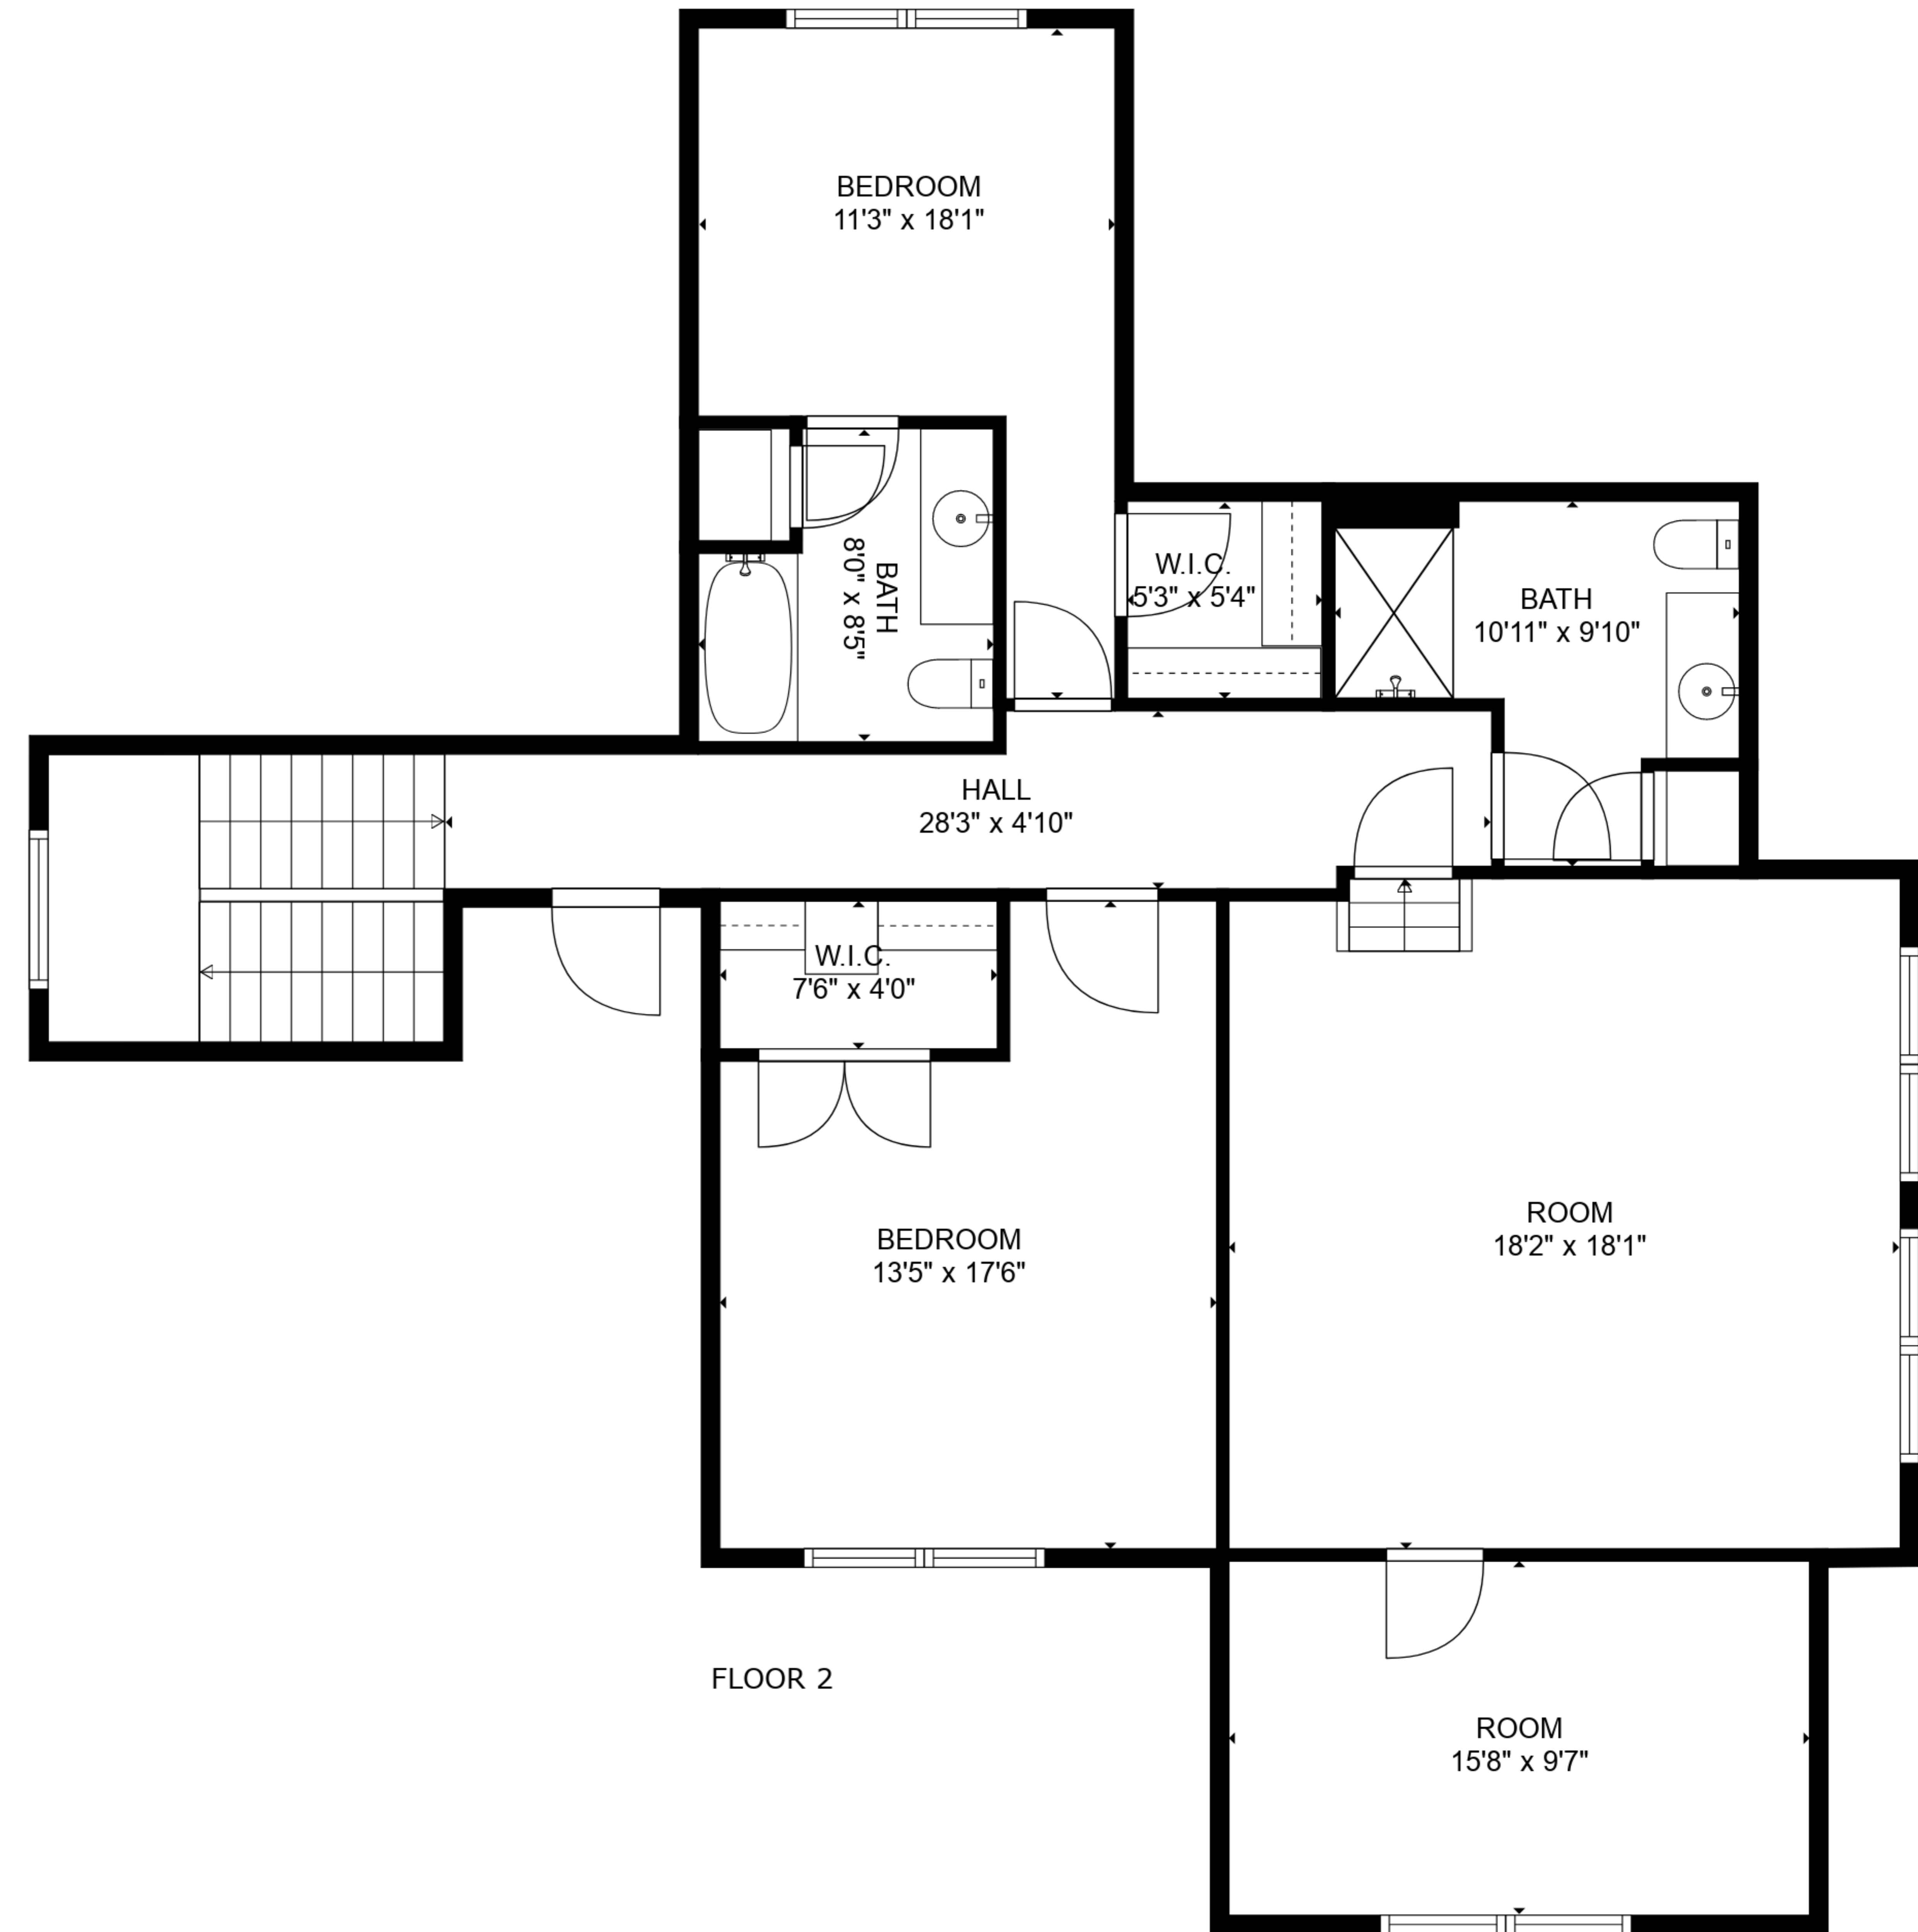 BEDROOM
11'3" x 18'1"
BATH
8'0" x 8'5"
W.I.C.
5'3" x 5'4"
BATH
10'11" x 9'10"
HALL
28'3" x 4'10"
W.I.C.
7'6" x 4'0"
BEDROOM
13'5" x 17'6"
ROOM
18'2" x 18'1"
FLOOR 2
ROOM
15'8" x 9'7"